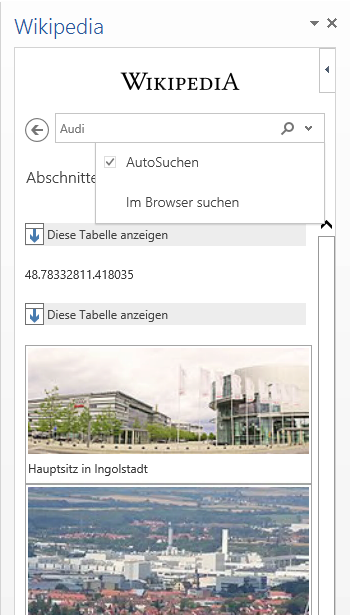 Wikipedia
WIKIPEDIA
Audi
AutoSuchen
Im Browser suchen
Abschnitte
Diese Tabelle anzeigen
48.78332811.418035
Diese Tabelle anzeigen
Hauptsitz in Ingolstadt